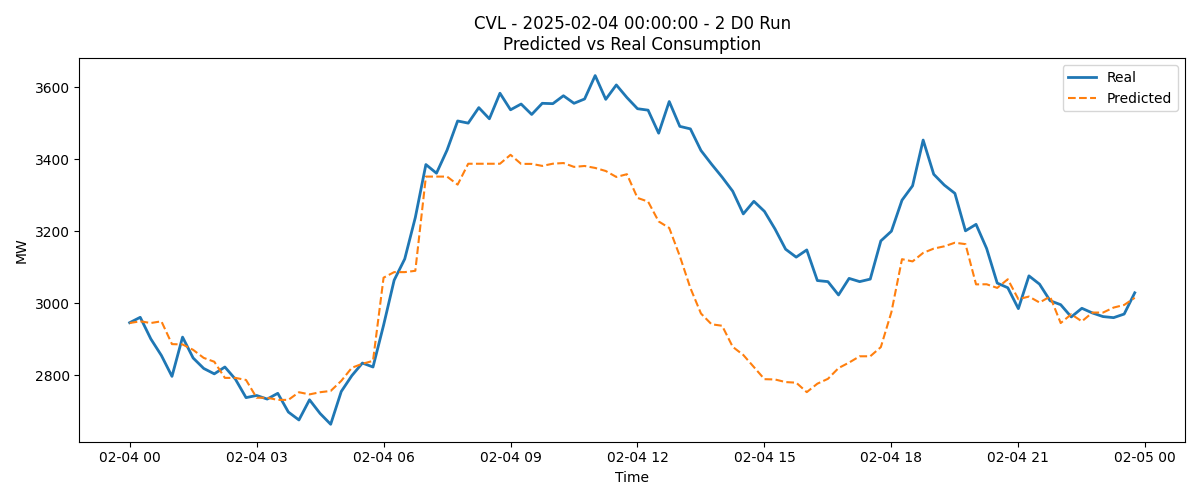 CVL - 2025-02-04 00:00:00 - 2 D0 Run
Predicted vs Real Consumption
Real
Predicted
3600
3400
3200
3000
2800
MW
02-04 00
02-04 03
02-04 06
02-04 09
02-04 12
02-04 15
02-04 18
02-04 21
02-05 00
Time